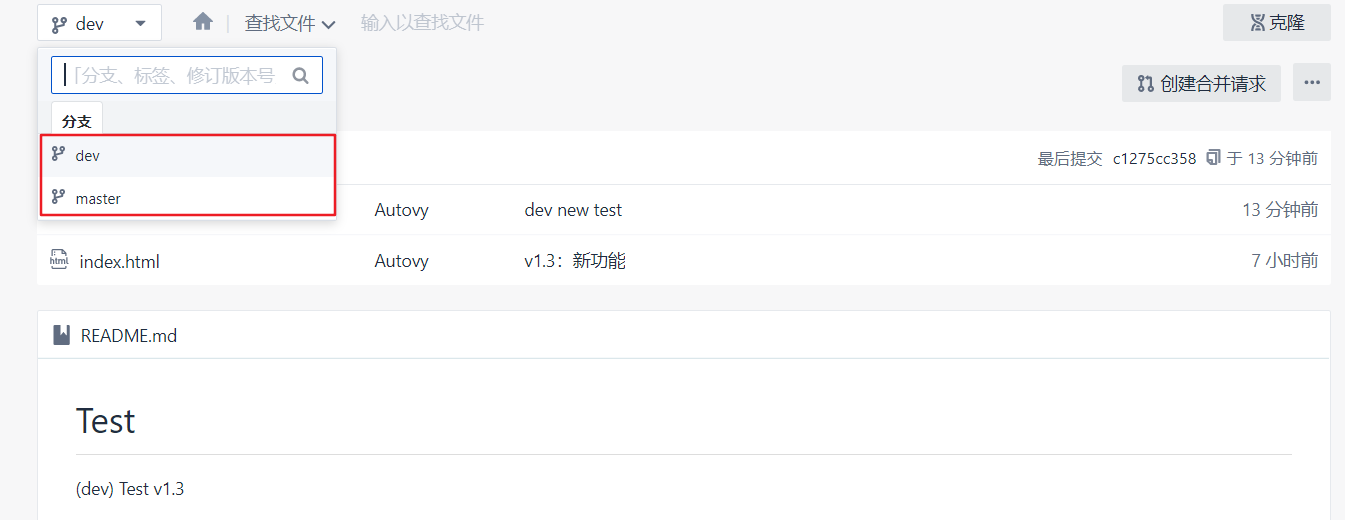 dev 查找文件 输入以查找文件 克隆
「分支、标签、修订版本号
创建合并请求
分支
dev
最后提交 c1275cc358 于 13 分钟前
master
Autovy dev new test 13 分钟前
index.html Autovy v1.3：新功能 7 小时前
README.md
Test
(dev) Test v1.3